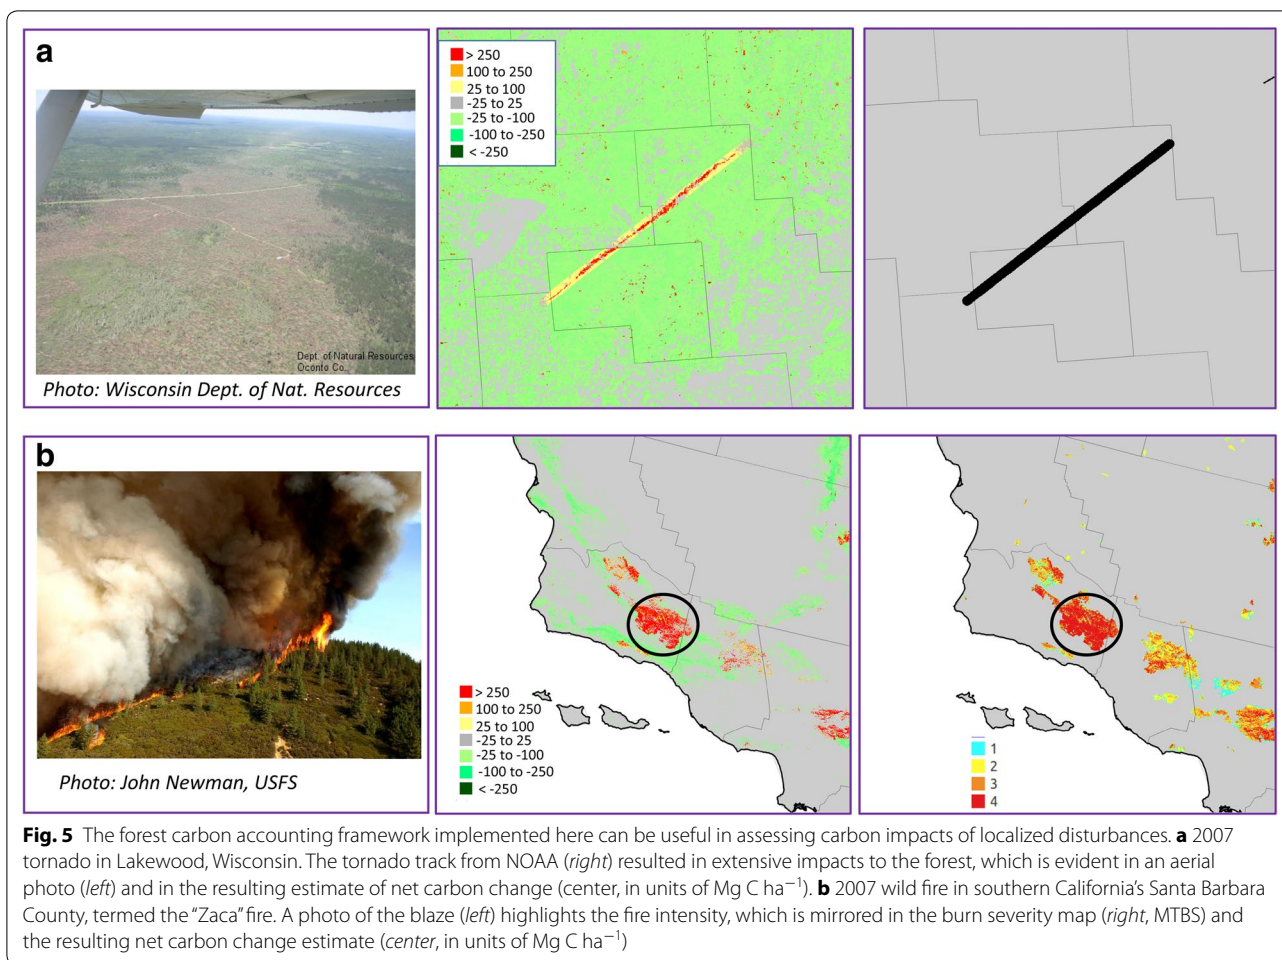 a
> 250
100 to 250
25 to 100
-25 to 25
-25 to -100
-100 to -250
< -250
Dept. of Natural Resources
Oconto Co.
Photo: Wisconsin Dept. of Nat. Resources
b
Photo: John Newman, USFS
> 250
100 to 250
25 to 100
-25 to 25
-25 to -100
-100 to -250
< -250
1
2
3
4
Fig. 5 The forest carbon accounting framework implemented here can be useful in assessing carbon impacts of localized disturbances. a 2007
tornado in Lakewood, Wisconsin. The tornado track from NOAA (right) resulted in extensive impacts to the forest, which is evident in an aerial
photo (left) and in the resulting estimate of net carbon change (center, in units of Mg C ha⁻¹). b 2007 wild fire in southern California's Santa Barbara
County, termed the “Zaca” fire. A photo of the blaze (left) highlights the fire intensity, which is mirrored in the burn severity map (right, MTBS) and
the resulting net carbon change estimate (center, in units of Mg C ha⁻¹)